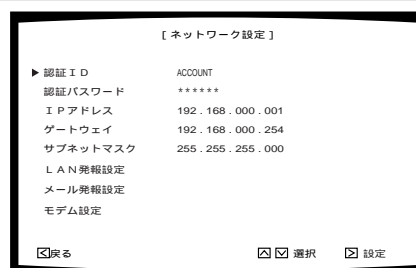 [ネットワーク設定]
▶認証ID ACCOUNT
認証パスワード ******
IPアドレス 192.168.000.001
ゲートウェイ 192.168.000.254
サブネットマスク 255.255.255.000
LAN発報設定
メール発報設定
モデム設定
<戻る ∧ ∨ 選択 > 設定